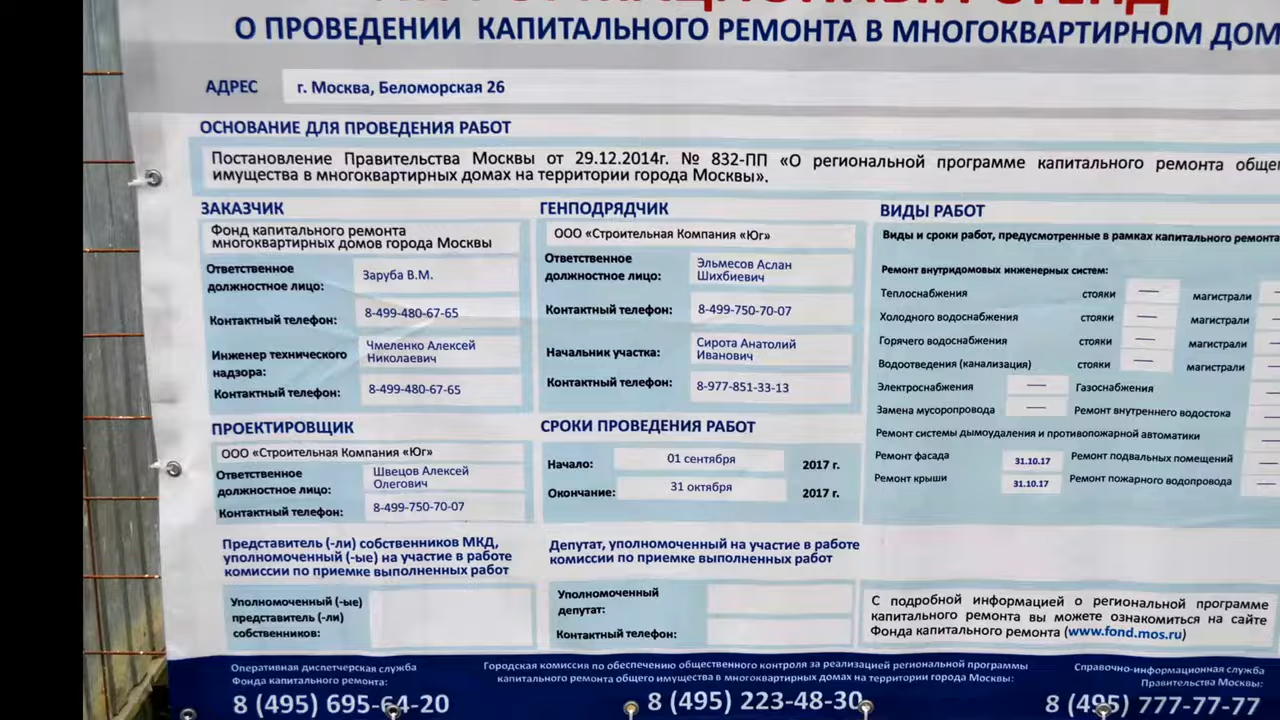 О ПРОВЕДЕНИИ КАПИТАЛЬНОГО РЕМОНТА В МНОГОКВАРТИРНОМ ДОМ
АДРЕС г. Москва, Беломорская 26
ОСНОВАНИЕ ДЛЯ ПРОВЕДЕНИЯ РАБОТ
Постановление Правительства Москвы от 29.12.2014г. № 832-ПП «О региональной программе капитального ремонта общег
имущества в многоквартирных домах на территории города Москвы».
ЗАКАЗЧИК
Фонд капитального ремонта
многоквартирных домов города Москвы
Ответственное
должностное лицо: Заруба В.М.
Контактный телефон: 8-499-480-67-65
Инженер технического
надзора: Чмеленко Алексей
Николаевич
Контактный телефон: 8-499-480-67-65
ГЕНПОДРЯДЧИК
ООО «Строительная Компания «Юг»
Ответственное
должностное лицо: Эльмесов Аслан
Шихбиевич
Контактный телефон: 8-499-750-70-07
Начальник участка: Сирота Анатолий
Иванович
Контактный телефон: 8-977-851-33-13
ВИДЫ РАБОТ
Виды и сроки работ, предусмотренные в рамках капитального ремонта
Ремонт внутридомовых инженерных систем:
Теплоснабжения стояки — магистрали —
Холодного водоснабжения стояки — магистрали —
Горячего водоснабжения стояки — магистрали —
Водоотведения (канализация) стояки — магистрали —
Электроснабжения — Газоснабжения —
Замена мусоропровода — Ремонт внутреннего водостока —
Ремонт системы дымоудаления и противопожарной автоматики —
Ремонт фасада 31.10.17 Ремонт подвальных помещений —
Ремонт крыши 31.10.17 Ремонт пожарного водопровода —
ПРОЕКТИРОВЩИК
ООО «Строительная Компания «Юг»
Ответственное
должностное лицо: Швецов Алексей
Олегович
Контактный телефон: 8-499-750-70-07
СРОКИ ПРОВЕДЕНИЯ РАБОТ
Начало: 01 сентября 2017 г.
Окончание: 31 октября 2017 г.
Представитель (-ли) собственников МКД,
уполномоченный (-ые) на участие в работе
комиссии по приемке выполненных работ
Уполномоченный (-ые)
представитель (-ли)
собственников:
Депутат, уполномоченный на участие в работе
комиссии по приемке выполненных работ
Уполномоченный
депутат:
Контактный телефон:
С подробной информацией о региональной программе
капитального ремонта вы можете ознакомиться на сайте
Фонда капитального ремонта (www.fond.mos.ru)
Оперативная диспетчерская служба
Фонда капитального ремонта:
8 (495) 695-64-20
Городская комиссия по обеспечению общественного контроля за реализацией региональной программы
капитального ремонта общего имущества в многоквартирных домах на территории города Москвы:
8 (495) 223-48-30
Справочно-информационная служба
Правительства Москвы:
8 (495) 777-77-77